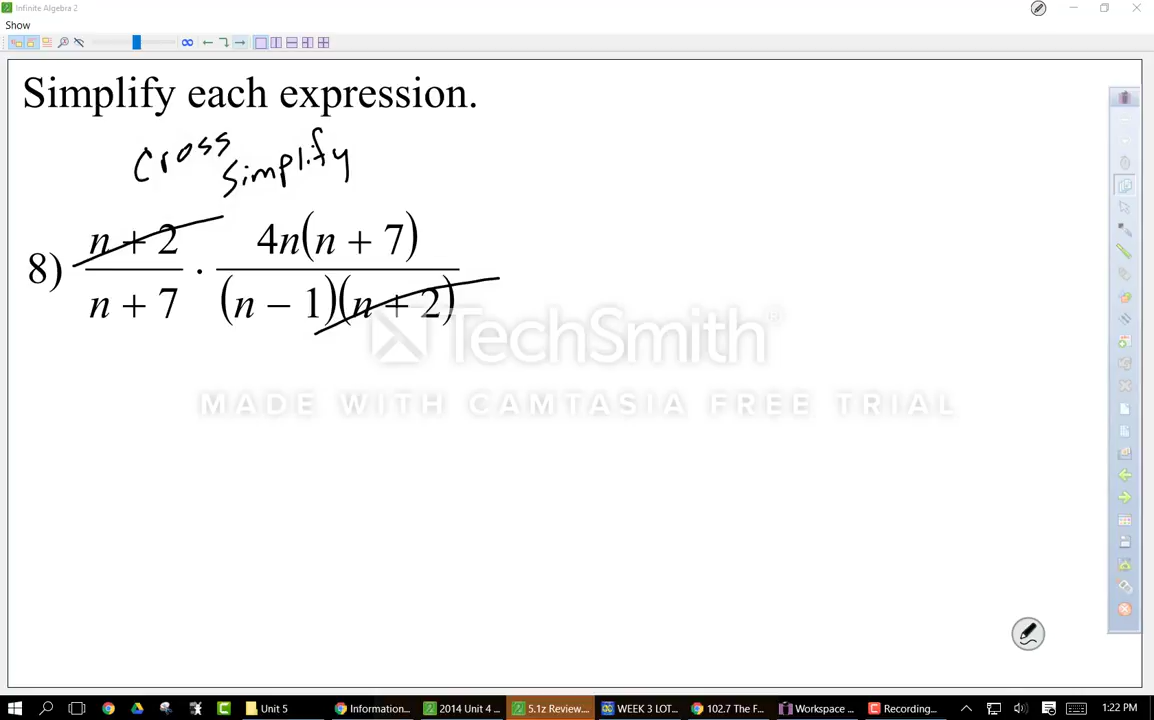 Infinite Algebra 2
Show
Simplify each expression.
Cross
Simplify
8) n + 2 / n + 7 · 4n(n + 7) / (n − 1)(n + 2)
TechSmith®
MADE WITH CAMTASIA FREE TRIAL
Unit 5
Information...
2014 Unit 4 ...
5.1z Review....
WEEK 3 LOT...
102.7 The F...
Workspace ...
Recording...
1:22 PM